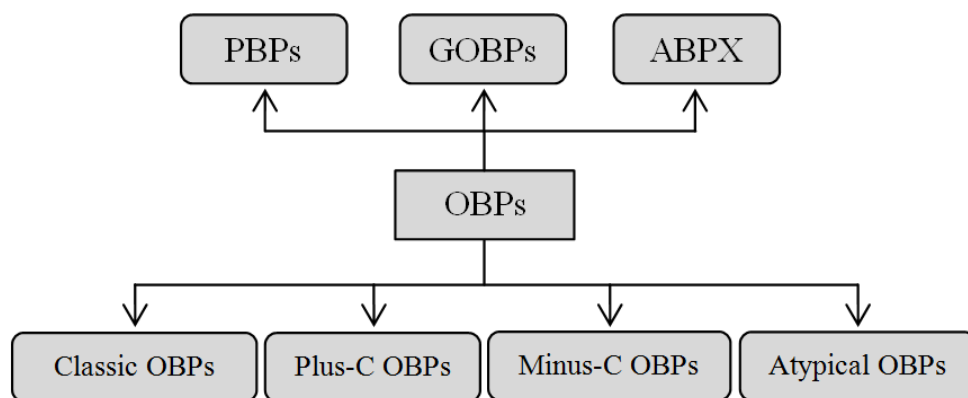 PBPs
GOBPs
ABPX
OBPs
Classic OBPs
Plus-C OBPs
Minus-C OBPs
Atypical OBPs